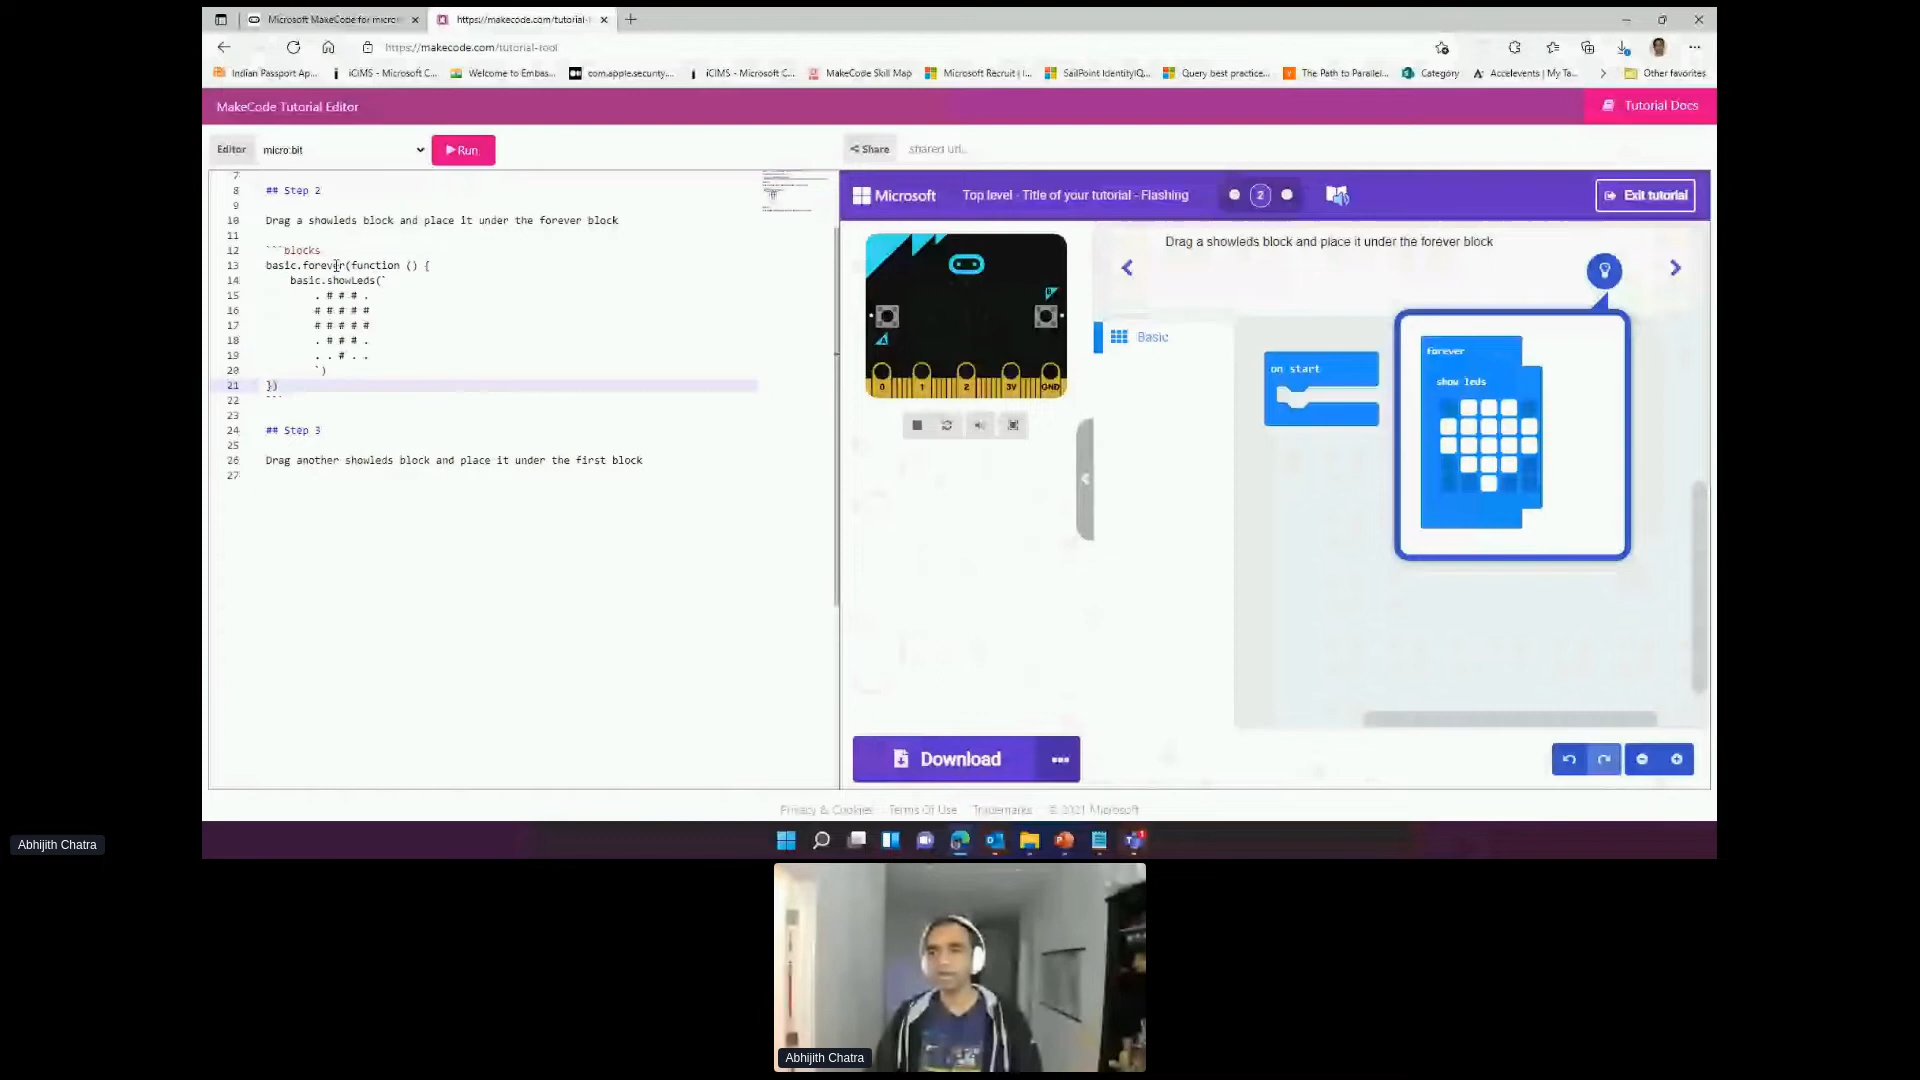 Microsoft MakeCode for micro
https://makecode.com/tutorial-
https://makecode.com/tutorial-tool
Indian Passport Ap...
iCIMS - Microsoft C...
Welcome to Embas...
com.apple.security...
iCIMS - Microsoft C...
MakeCode Skill Map
Microsoft Recruit | I...
SailPoint IdentityIQ...
Query best practice...
The Path to Parallel...
Category
Accelevents | My Ta...
Other favorites
MakeCode Tutorial Editor
Tutorial Docs
Editor
micro:bit
Run
Share
shared url...
7
8 ## Step 2
9
10 Drag a showleds block and place it under the forever block
11
12 ```blocks
13 basic.forever(function () {
14 basic.showLeds(`
15 . # # # .
16 # # # # #
17 # # # # #
18 . # # # .
19 . . # . .
20 `)
21 })
22 ```
23
24 ## Step 3
25
26 Drag another showleds block and place it under the first block
27
Microsoft
Top level - Title of your tutorial - Flashing
2
Exit tutorial
Drag a showleds block and place it under the forever block
B
A
0 1 2 3V GND
Basic
on start
forever
show leds
Download
Privacy & Cookies Terms Of Use Trademarks © 2021 Microsoft
1
Abhijith Chatra
Abhijith Chatra